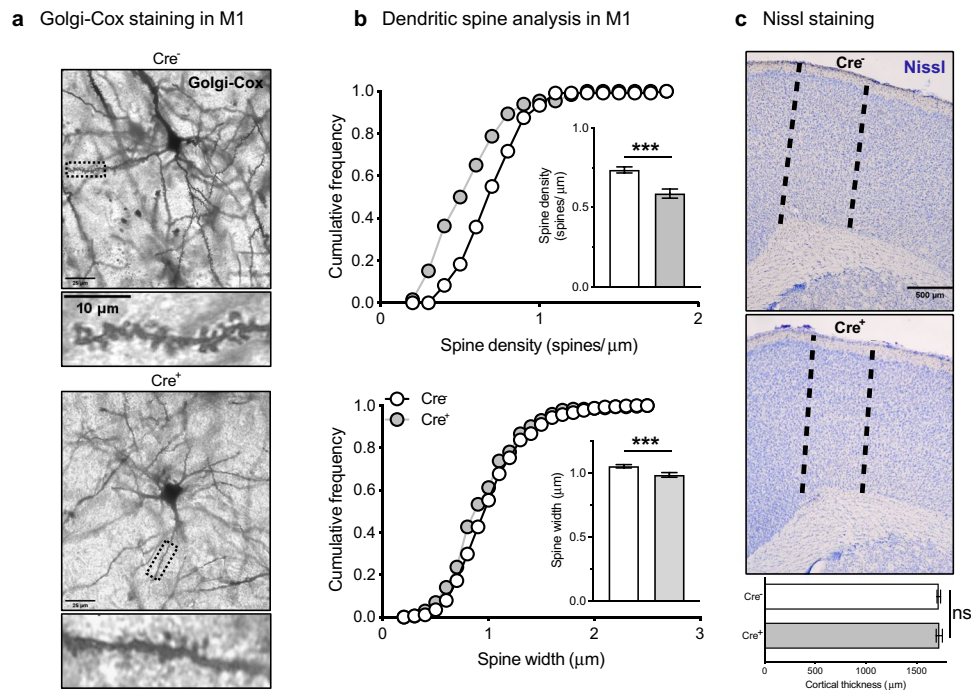 a Golgi-Cox staining in M1
Cre-
Golgi-Cox
25 µm
10 µm
Cre+
25 µm
b Dendritic spine analysis in M1
Cumulative frequency
1.0
0.8
0.6
0.4
0.2
0.0
0 1 2
Spine density (spines/ µm)
Spine density
(spines/ µm)
1.0
0.5
0.0
***
Cumulative frequency
1.0
0.8
0.6
0.4
0.2
0.0
Cre-
Cre+
0 1 2 3
Spine width (µm)
Spine width (µm)
1.0
0.5
0.0
***
c Nissl staining
Cre-
Nissl
500 µm
Cre+
Cre-
Cre+
ns
0 500 1000 1500
Cortical thickness (µm)